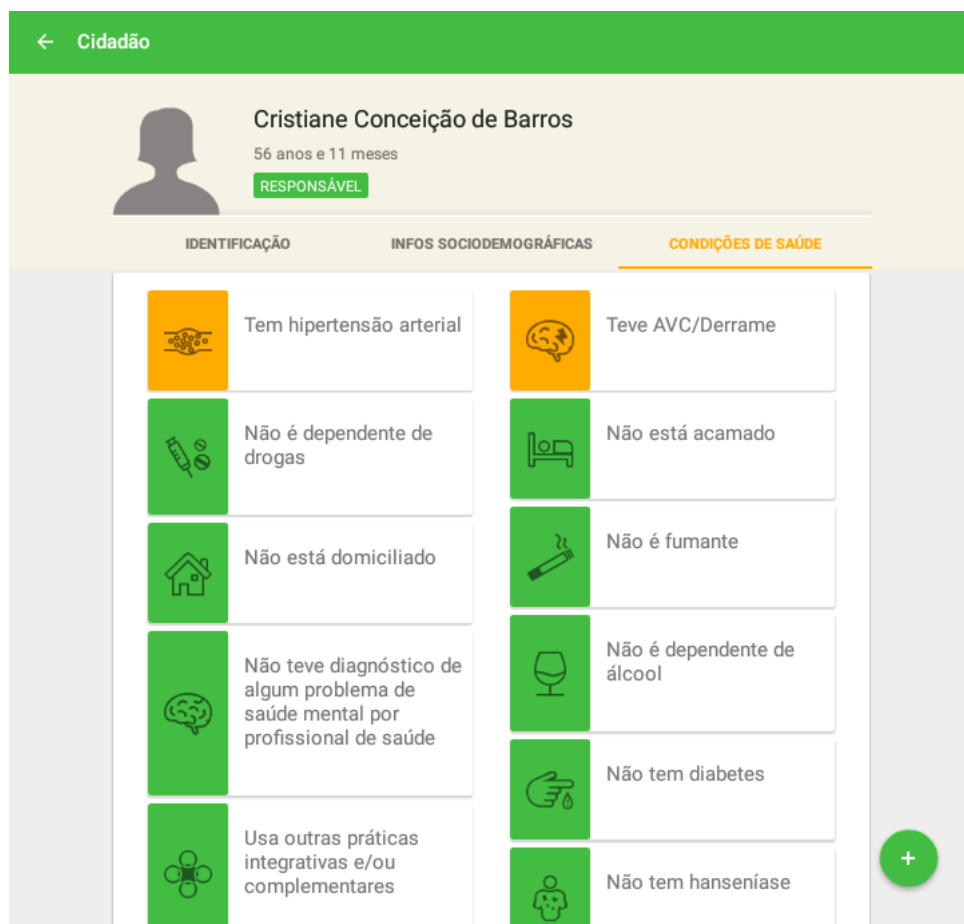 Cidadão
Cristiane Conceição de Barros
56 anos e 11 meses
RESPONSÁVEL
IDENTIFICAÇÃO
INFOS SOCIODEMOGRÁFICAS
CONDIÇÕES DE SAÚDE
Tem hipertensão arterial
Teve AVC/Derrame
Não é dependente de
drogas
Não está acamado
Não está domiciliado
Não é fumante
Não teve diagnóstico de
algum problema de
saúde mental por
profissional de saúde
Não é dependente de
álcool
Não tem diabetes
Usa outras práticas
integrativas e/ou
complementares
Não tem hanseníase